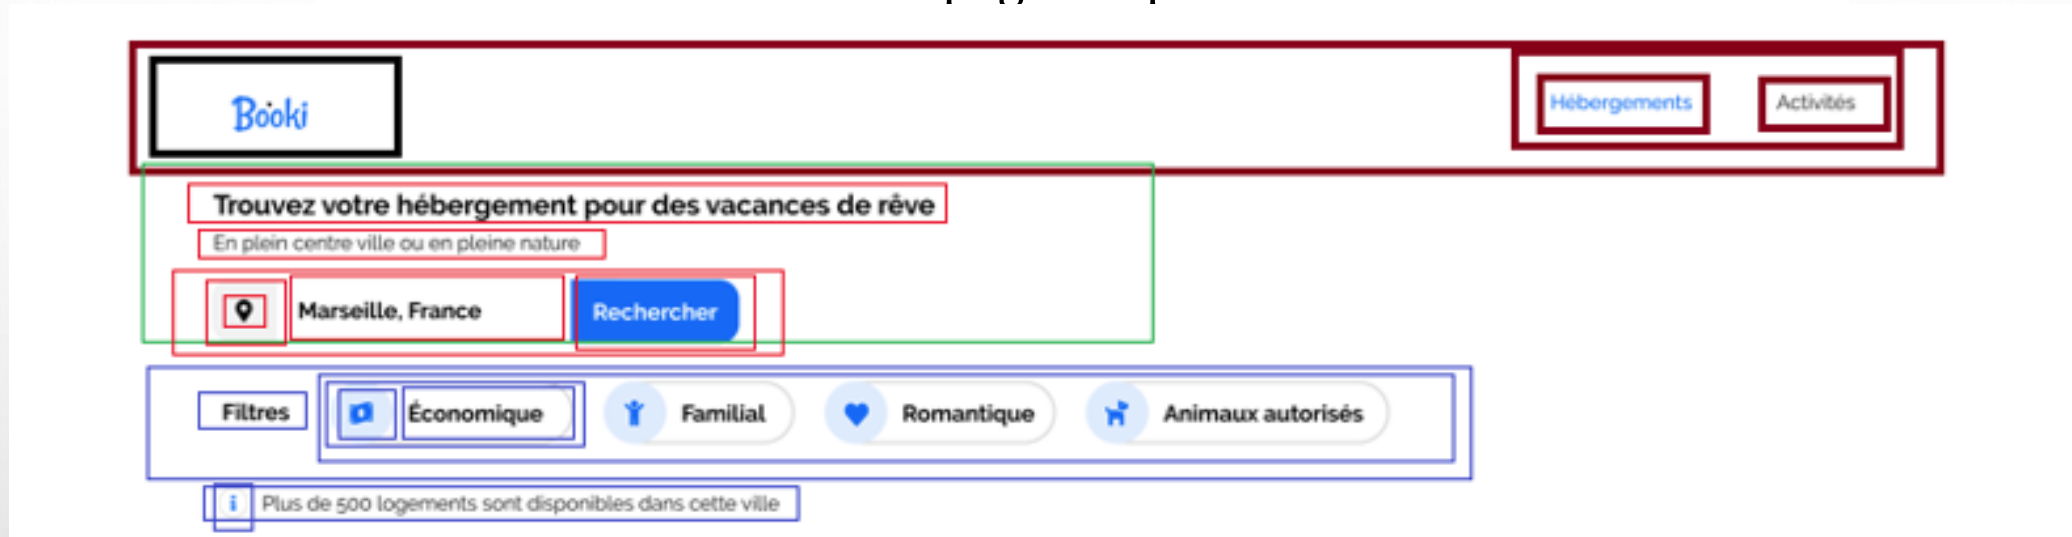 Booki
Hébergements
Activités
Trouvez votre hébergement pour des vacances de rêve
En plein centre ville ou en pleine nature
Marseille, France
Rechercher
Filtres
Économique
Familial
Romantique
Animaux autorisés
i Plus de 500 logements sont disponibles dans cette ville